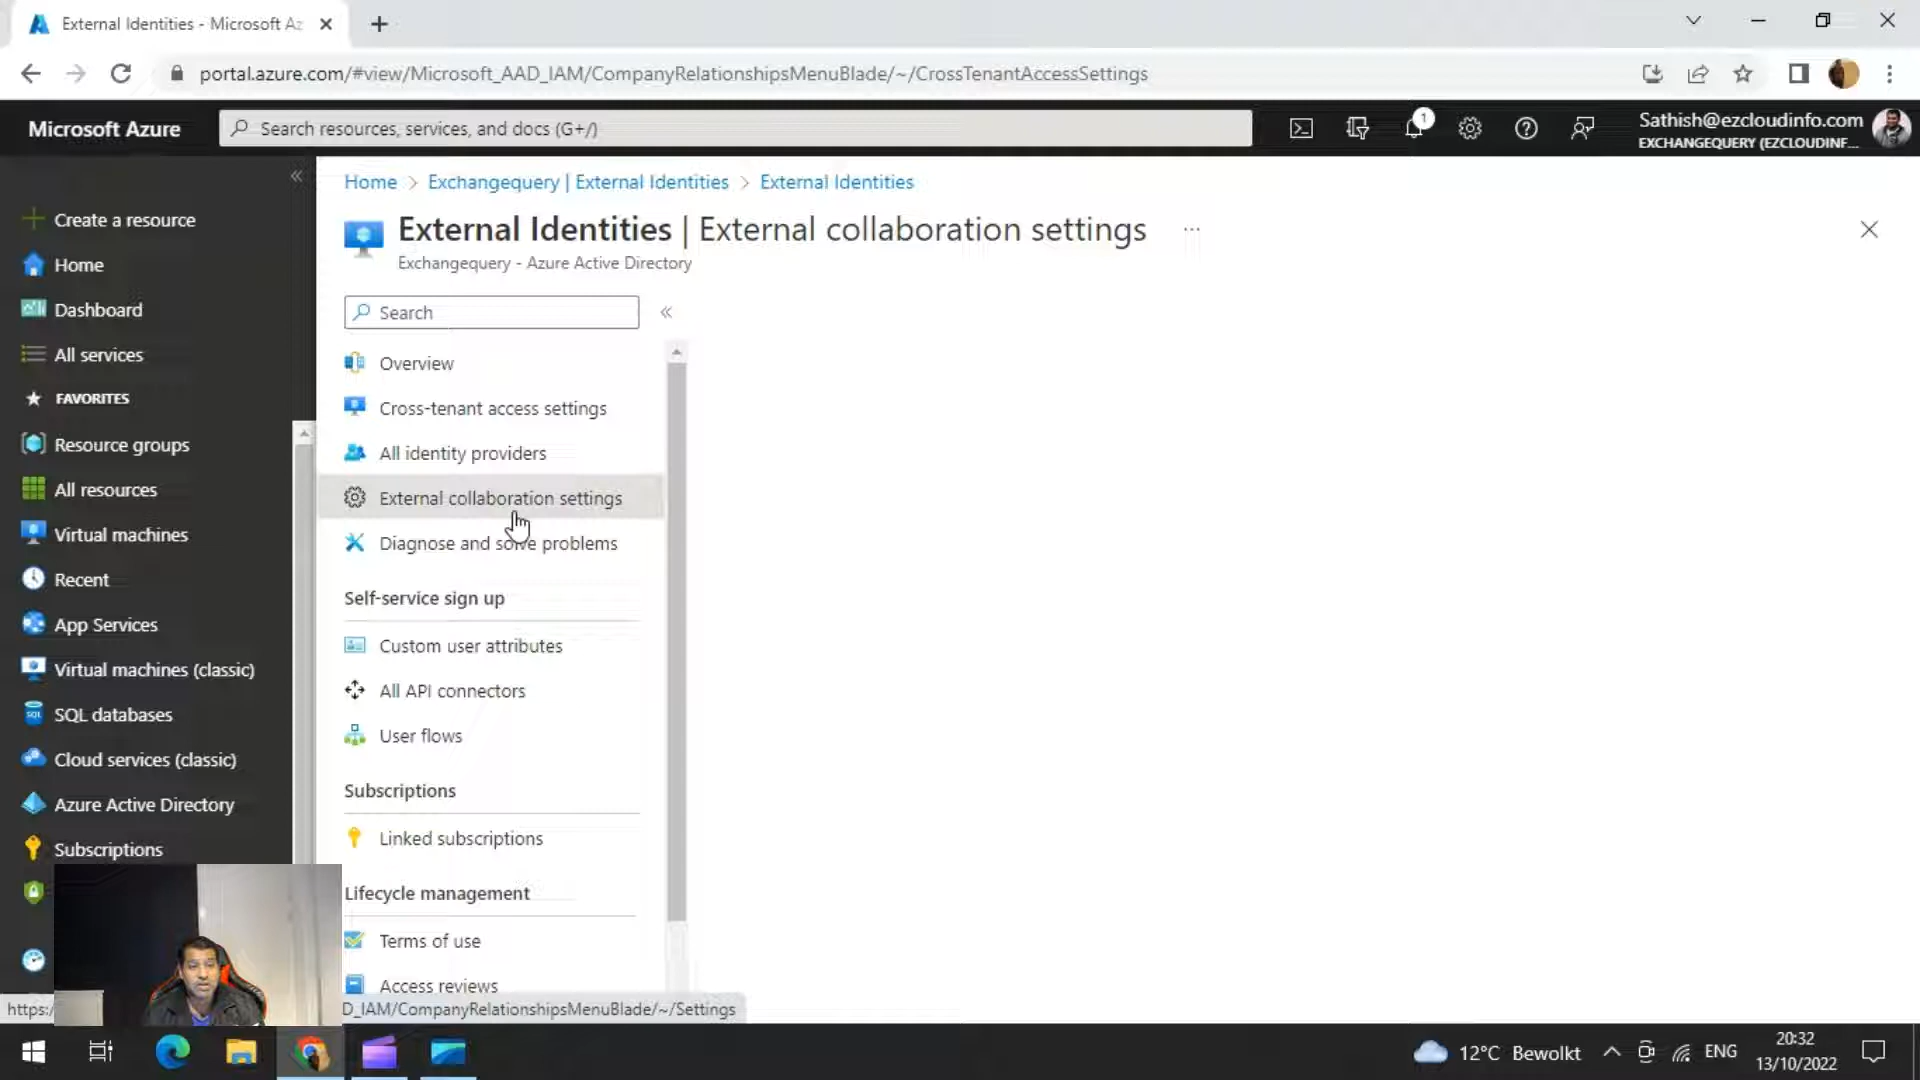 External Identities - Microsoft Az
portal.azure.com/#view/Microsoft_AAD_IAM/CompanyRelationshipsMenuBlade/~/CrossTenantAccessSettings
Microsoft Azure
Search resources, services, and docs (G+/)
1
Sathish@ezcloudinfo.com
EXCHANGEQUERY (EZCLOUDINF...
Home > Exchangequery | External Identities > External Identities
External Identities | External collaboration settings ...
Exchangequery - Azure Active Directory
Create a resource
Home
Dashboard
All services
FAVORITES
Resource groups
All resources
Virtual machines
Recent
App Services
Virtual machines (classic)
SQL databases
Cloud services (classic)
Azure Active Directory
Subscriptions
Search
Overview
Cross-tenant access settings
All identity providers
External collaboration settings
Diagnose and solve problems
Self-service sign up
Custom user attributes
All API connectors
User flows
Subscriptions
Linked subscriptions
Lifecycle management
Terms of use
Access reviews
https:/
D_IAM/CompanyRelationshipsMenuBlade/~/Settings
12°C Bewolkt
ENG
20:32
13/10/2022